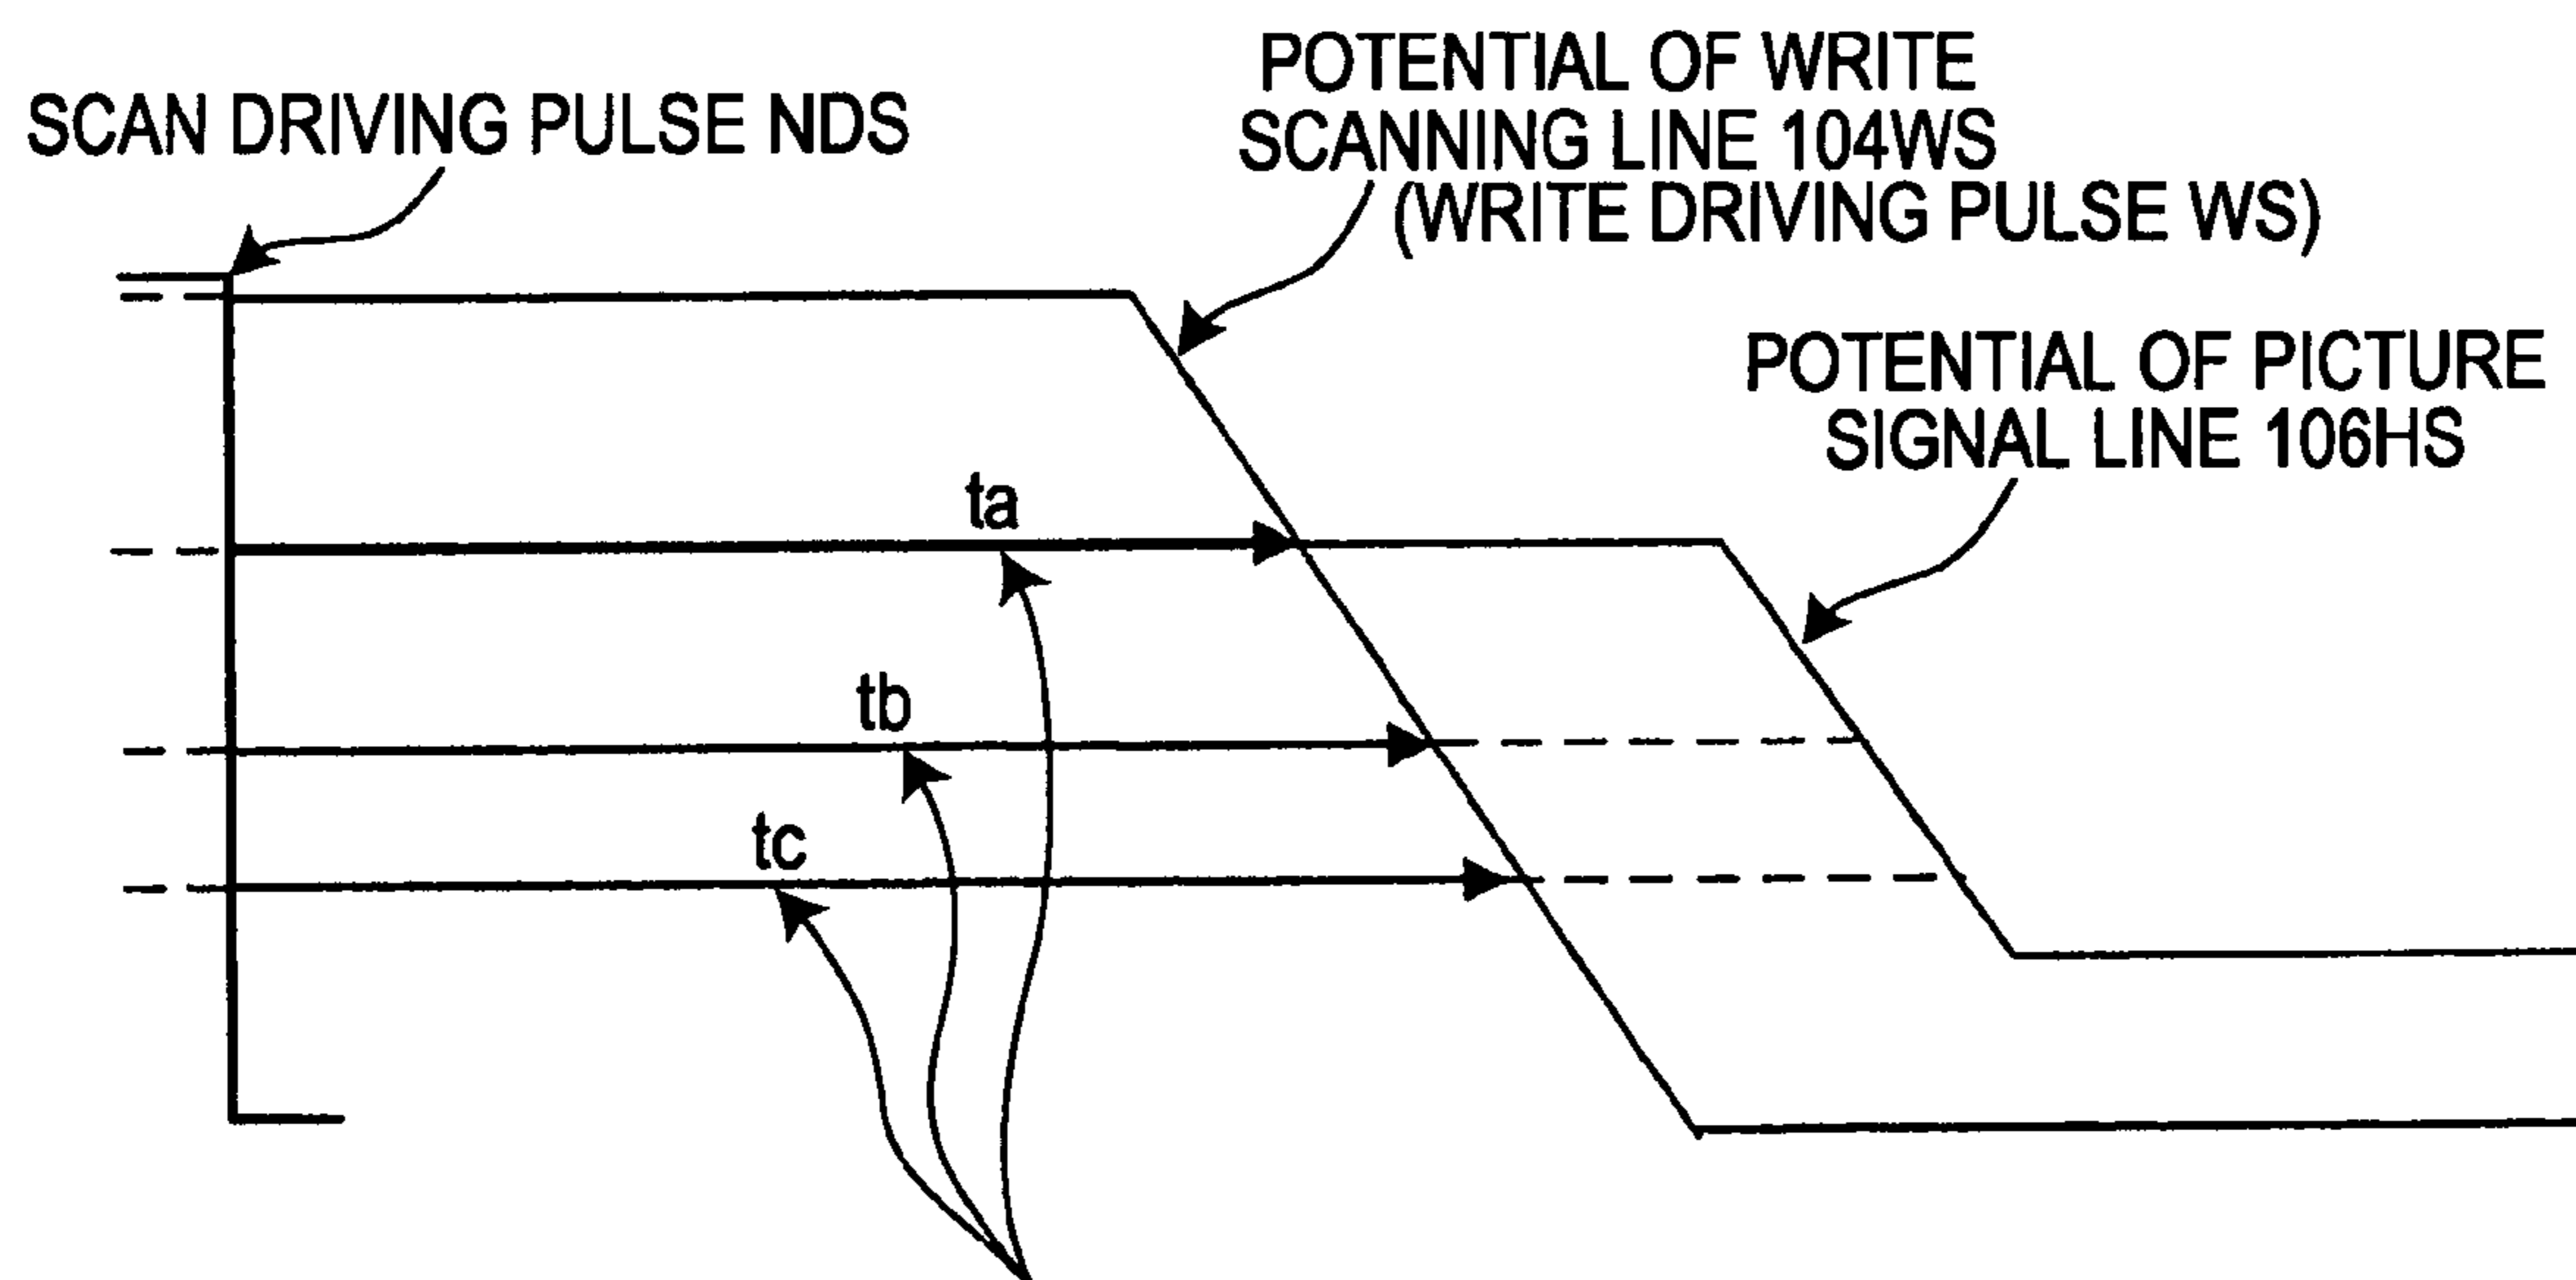 SCAN DRIVING PULSE NDS
POTENTIAL OF WRITE
SCANNING LINE 104WS
(WRITE DRIVING PULSE WS)
POTENTIAL OF PICTURE
SIGNAL LINE 106HS
ta
tb
tc